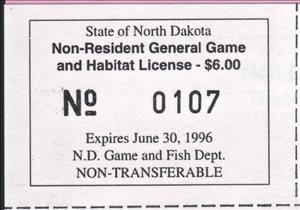 State of North Dakota
Non-Resident General Game
and Habitat License - $6.00
Nº 0107
Expires June 30, 1996
N.D. Game and Fish Dept.
NON-TRANSFERABLE